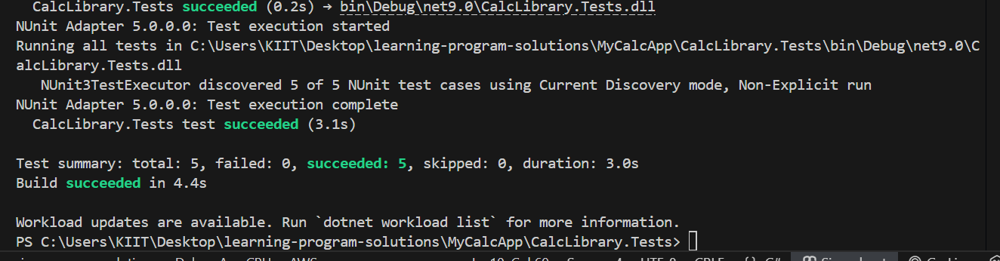 CalcLibrary.Tests succeeded (0.2s) → bin\Debug\net9.0\CalcLibrary.Tests.dll
NUnit Adapter 5.0.0.0: Test execution started
Running all tests in C:\Users\KIIT\Desktop\learning-program-solutions\MyCalcApp\CalcLibrary.Tests\bin\Debug\net9.0\C
alcLibrary.Tests.dll
NUnit3TestExecutor discovered 5 of 5 NUnit test cases using Current Discovery mode, Non-Explicit run
NUnit Adapter 5.0.0.0: Test execution complete
CalcLibrary.Tests test succeeded (3.1s)
Test summary: total: 5, failed: 0, succeeded: 5, skipped: 0, duration: 3.0s
Build succeeded in 4.4s
Workload updates are available. Run `dotnet workload list` for more information.
PS C:\Users\KIIT\Desktop\learning-program-solutions\MyCalcApp\CalcLibrary.Tests>